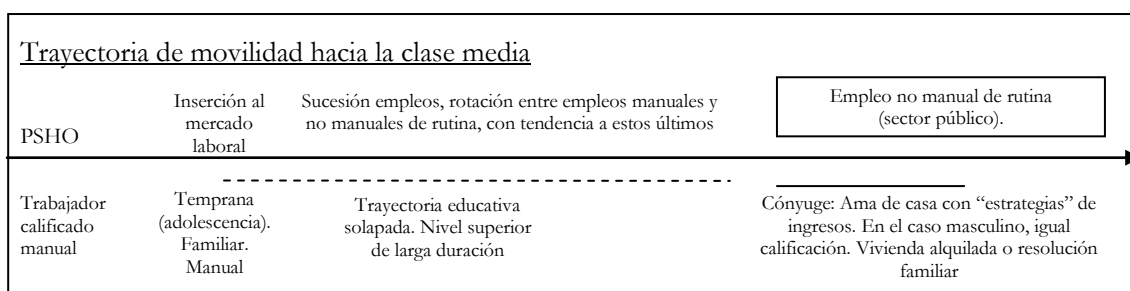 Trayectoria de movilidad hacia la clase media
PSHO
Inserción al
mercado
laboral
Sucesión empleos, rotación entre empleos manuales y
no manuales de rutina, con tendencia a estos últimos
Empleo no manual de rutina
(sector público).
Trabajador
calificado
manual
Temprana
(adolescencia).
Familiar.
Manual
Trayectoria educativa
solapada. Nivel superior
de larga duración
Cónyuge: Ama de casa con “estrategias” de
ingresos. En el caso masculino, igual
calificación. Vivienda alquilada o resolución
familiar